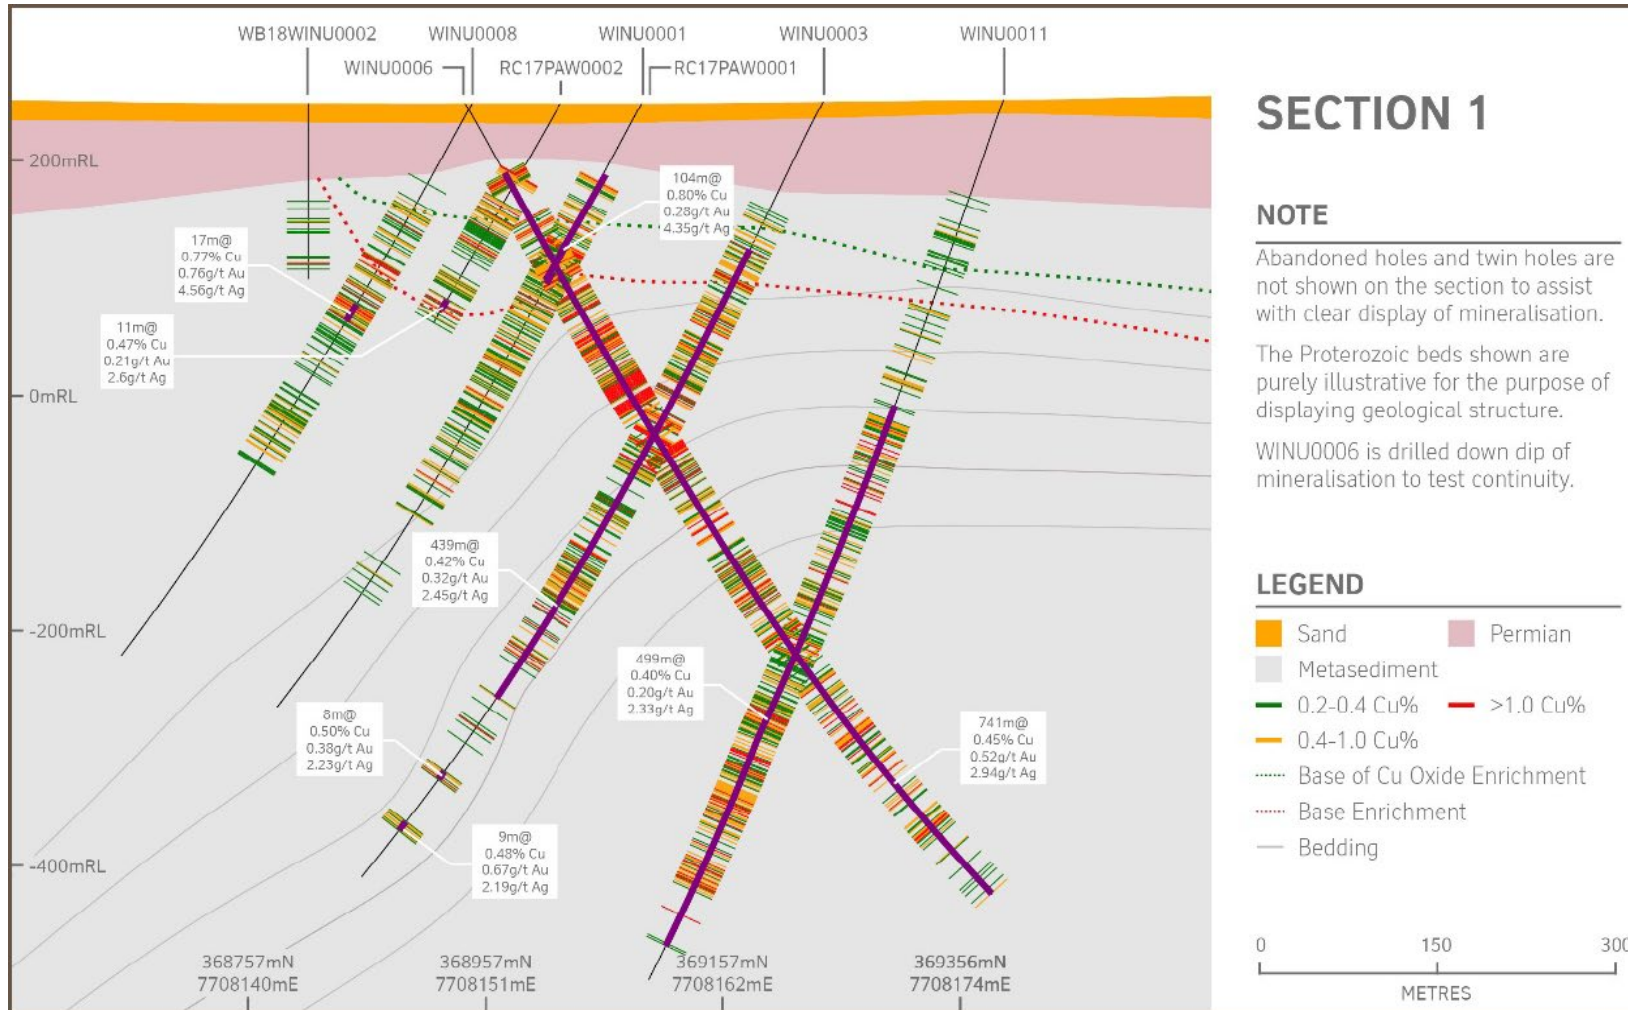 WB18WINU0002
WINU0008
WINU0001
WINU0003
WINU0011
WINU0006
RC17PAW0002
RC17PAW0001
200mRL
0mRL
-200mRL
-400mRL
104m@
0.80% Cu
0.28g/t Au
4.35g/t Ag
17m@
0.77% Cu
0.76g/t Au
4.56g/t Ag
11m@
0.47% Cu
0.21g/t Au
2.6g/t Ag
439m@
0.42% Cu
0.32g/t Au
2.45g/t Ag
499m@
0.40% Cu
0.20g/t Au
2.33g/t Ag
8m@
0.50% Cu
0.38g/t Au
2.23g/t Ag
741m@
0.45% Cu
0.52g/t Au
2.94g/t Ag
9m@
0.48% Cu
0.67g/t Au
2.19g/t Ag
368757mN
7708140mE
368957mN
7708151mE
369157mN
7708162mE
369356mN
7708174mE
SECTION 1
NOTE
Abandoned holes and twin holes are
not shown on the section to assist
with clear display of mineralisation.
The Proterozoic beds shown are
purely illustrative for the purpose of
displaying geological structure.
WINU0006 is drilled down dip of
mineralisation to test continuity.
LEGEND
Sand
Permian
Metasediment
0.2-0.4 Cu%
>1.0 Cu%
0.4-1.0 Cu%
Base of Cu Oxide Enrichment
Base Enrichment
Bedding
0 150 300
METRES